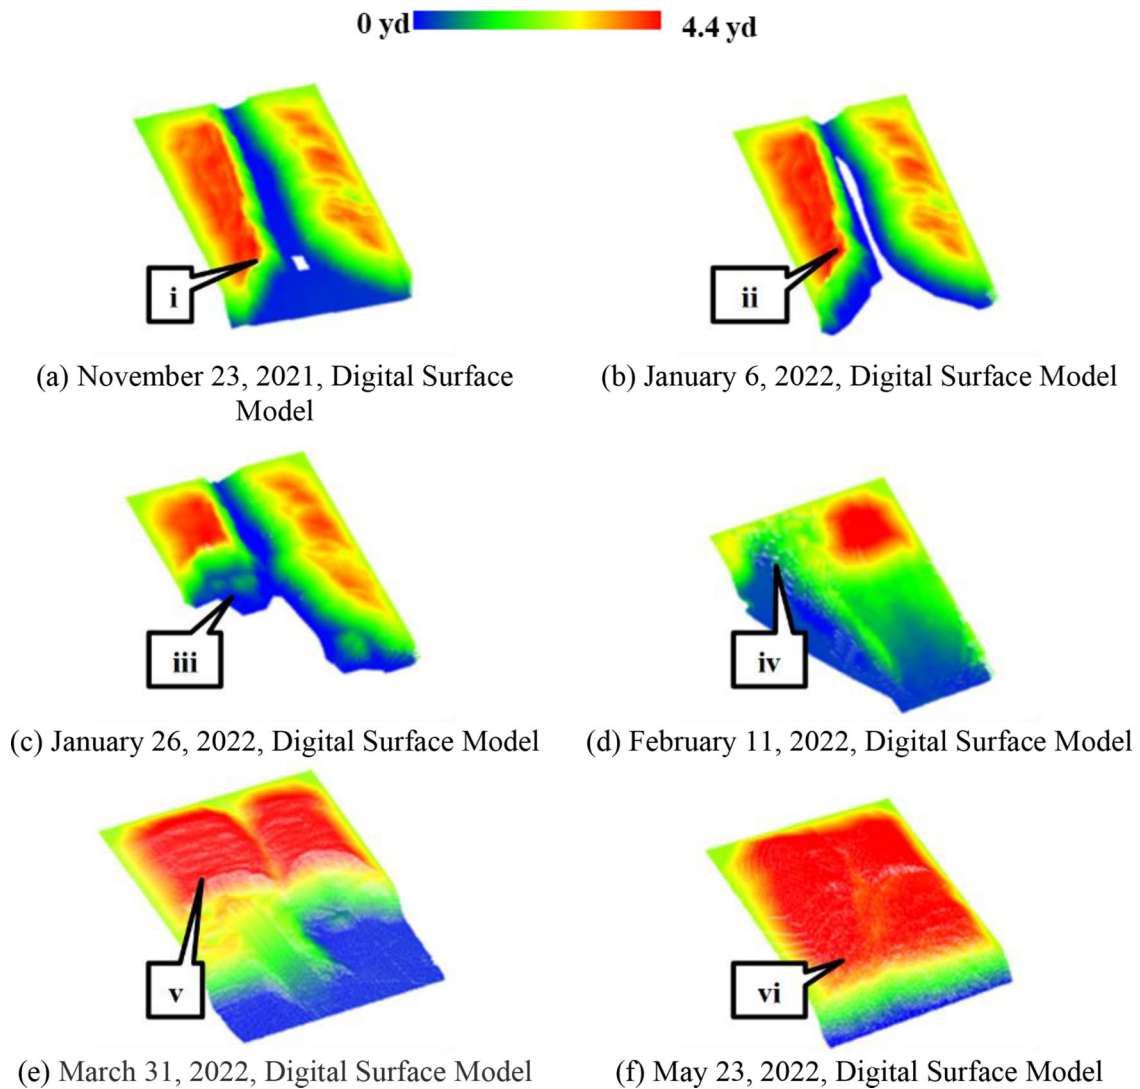 0 yd 4.4 yd
i
ii
(a) November 23, 2021, Digital Surface
Model
(b) January 6, 2022, Digital Surface Model
iii
iv
(c) January 26, 2022, Digital Surface Model
(d) February 11, 2022, Digital Surface Model
v
vi
(e) March 31, 2022, Digital Surface Model
(f) May 23, 2022, Digital Surface Model